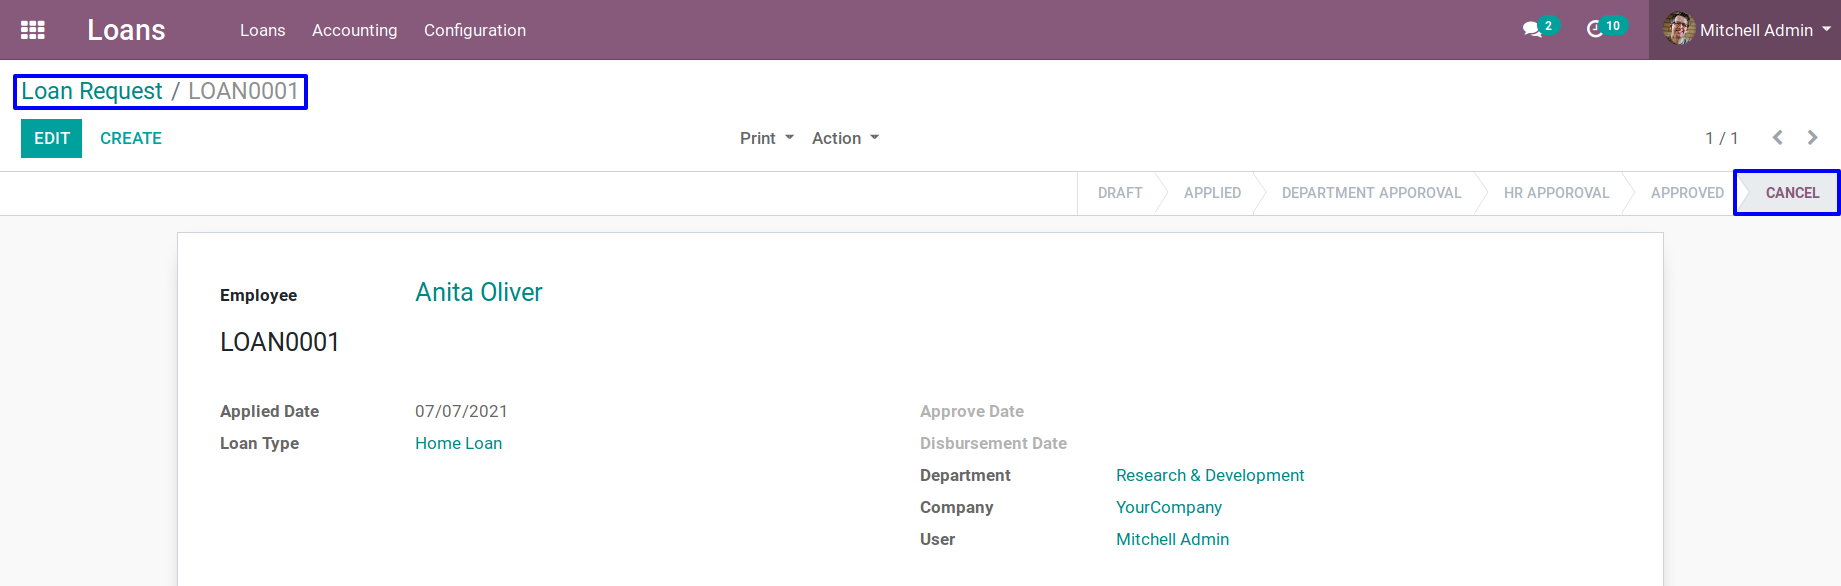 Loans Loans Accounting Configuration 2 10 Mitchell Admin
Loan Request / LOAN0001
EDIT CREATE Print Action 1 / 1
DRAFT APPLIED DEPARTMENT APPOROVAL HR APPOROVAL APPROVED CANCEL
Employee Anita Oliver
LOAN0001
Applied Date 07/07/2021 Approve Date
Loan Type Home Loan Disbursement Date
Department Research & Development
Company YourCompany
User Mitchell Admin